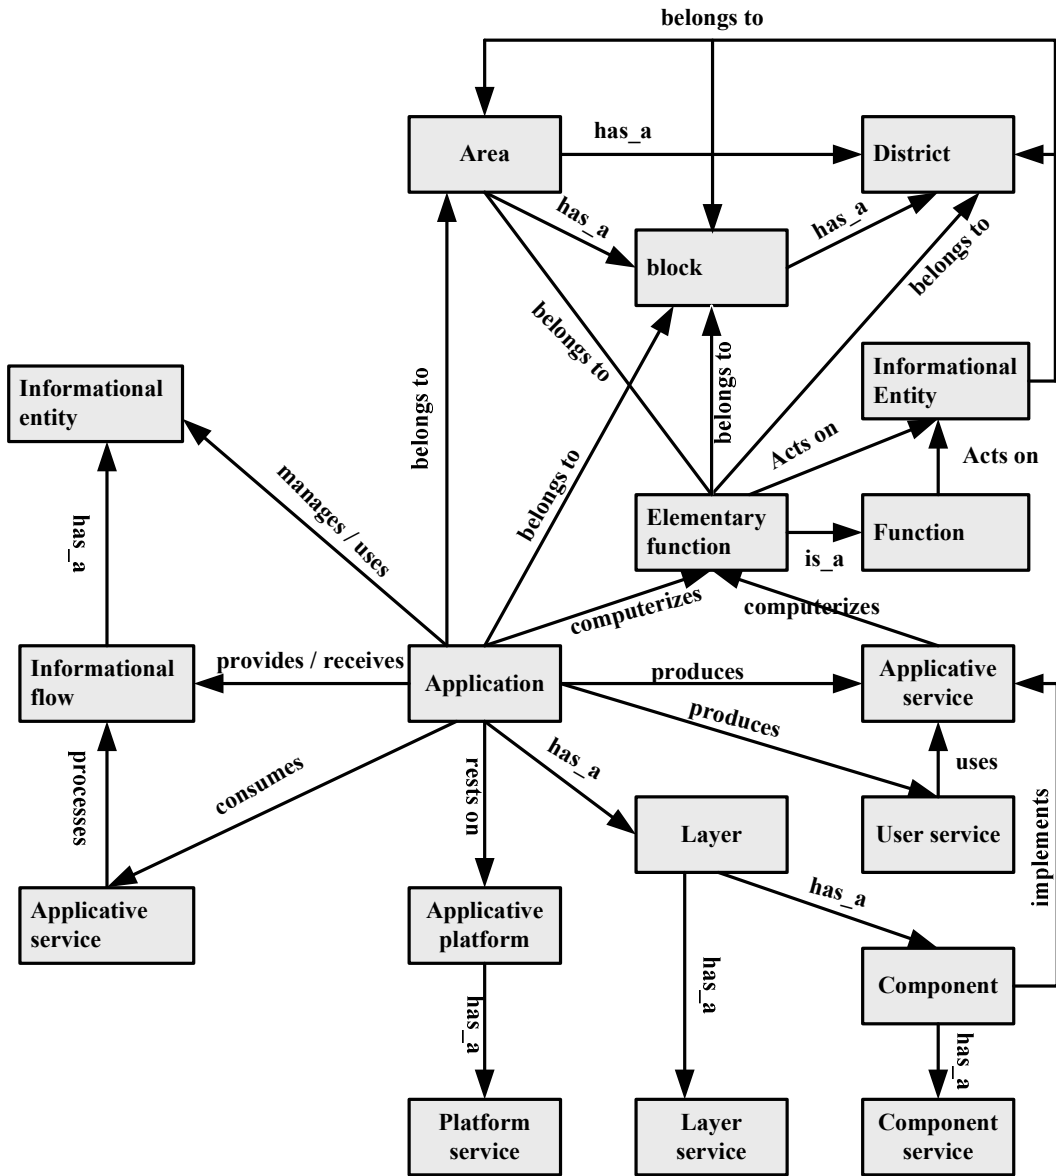 belongs to
Area
has_a
District
has_a
has_a
block
belongs to
belongs to
belongs to
belongs to
Informational
entity
Informational
Entity
belongs to
Acts on
Acts on
manages / uses
belongs to
has_a
Elementary
function
is_a
Function
computerizes
computerizes
Informational
flow
provides / receives
Application
produces
Applicative
service
produces
processes
consumes
rests on
has_a
uses
implements
Layer
User service
Applicative
service
Applicative
platform
has_a
Component
has_a
has_a
has_a
Platform
service
Layer
service
Component
service